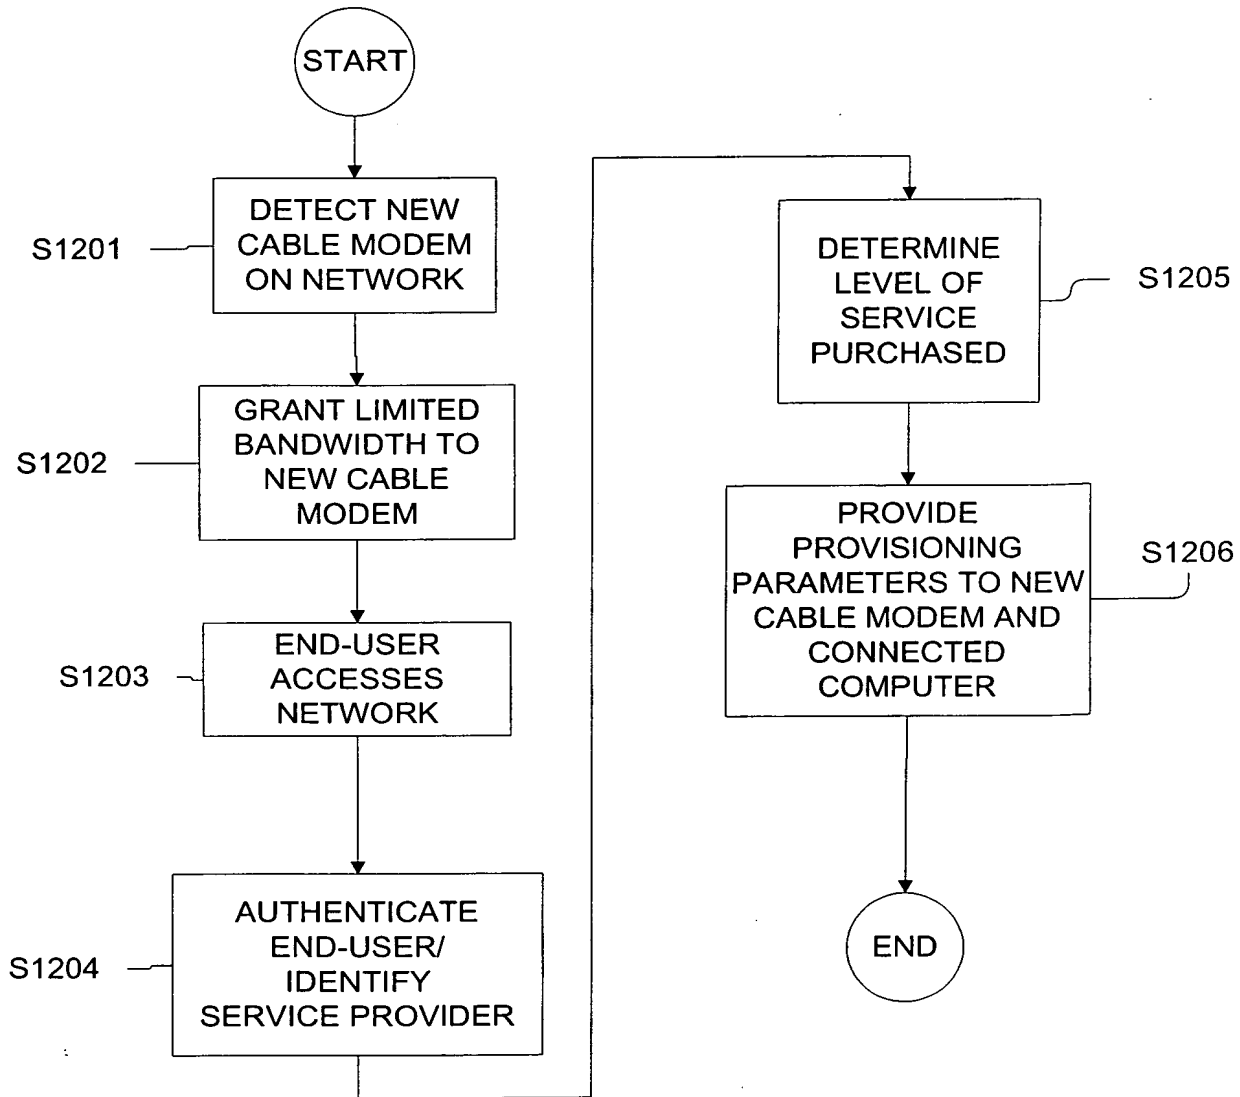 START
S1201
DETECT NEW
CABLE MODEM
ON NETWORK
S1202
GRANT LIMITED
BANDWIDTH TO
NEW CABLE
MODEM
S1203
END-USER
ACCESSES
NETWORK
S1204
AUTHENTICATE
END-USER/
IDENTIFY
SERVICE PROVIDER
DETERMINE
LEVEL OF
SERVICE
PURCHASED
S1205
PROVIDE
PROVISIONING
PARAMETERS TO NEW
CABLE MODEM AND
CONNECTED
COMPUTER
S1206
END